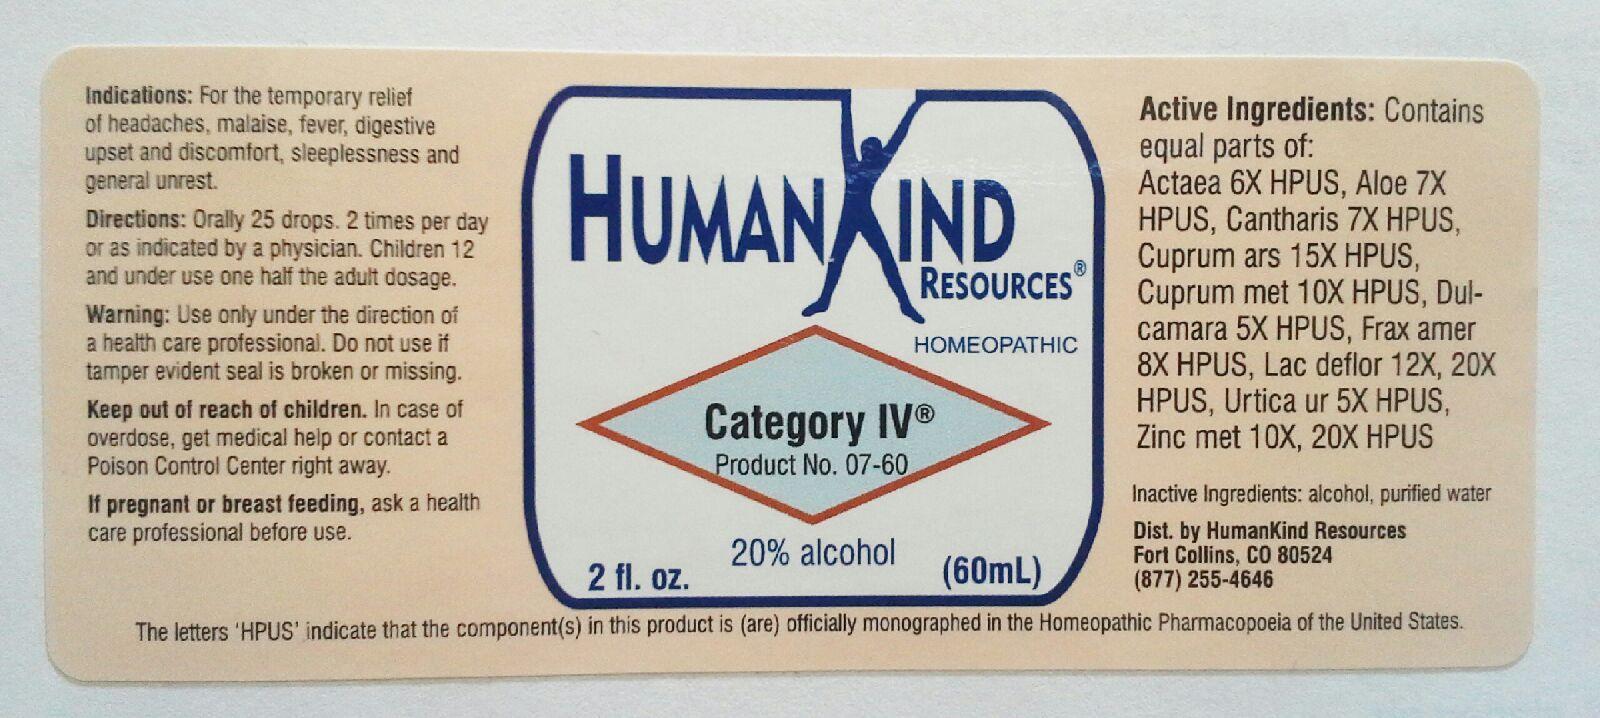 Indications: For the temporary relief
of headaches, malaise, fever, digestive
upset and discomfort, sleeplessness and
general unrest.
Directions: Orally 25 drops. 2 times per day
or as indicated by a physician. Children 12
and under use one half the adult dosage.
Warning: Use only under the direction of
a health care professional. Do not use if
tamper evident seal is broken or missing.
Keep out of reach of children. In case of
overdose, get medical help or contact a
Poison Control Center right away.
If pregnant or breast feeding, ask a health
care professional before use.
HUMANKIND
RESOURCES®
HOMEOPATHIC
Category IV®
Product No. 07-60
20% alcohol
2 fl. oz.
(60mL)
Active Ingredients: Contains
equal parts of:
Actaea 6X HPUS, Aloe 7X
HPUS, Cantharis 7X HPUS,
Cuprum ars 15X HPUS,
Cuprum met 10X HPUS, Dul-
camara 5X HPUS, Frax amer
8X HPUS, Lac deflor 12X, 20X
HPUS, Urtica ur 5X HPUS,
Zinc met 10X, 20X HPUS
Inactive Ingredients: alcohol, purified water
Dist. by HumanKind Resources
Fort Collins, CO 80524
(877) 255-4646
The letters 'HPUS' indicate that the component(s) in this product is (are) officially monographed in the Homeopathic Pharmacopoeia of the United States.